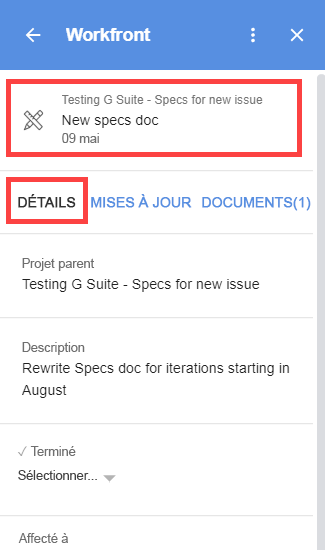 Workfront
Testing G Suite - Specs for new issue
New specs doc
09 mai
DÉTAILS MISES À JOUR DOCUMENTS(1)
Projet parent
Testing G Suite - Specs for new issue
Description
Rewrite Specs doc for iterations starting in
August
✓ Terminé
Sélectionner...
Affecté à